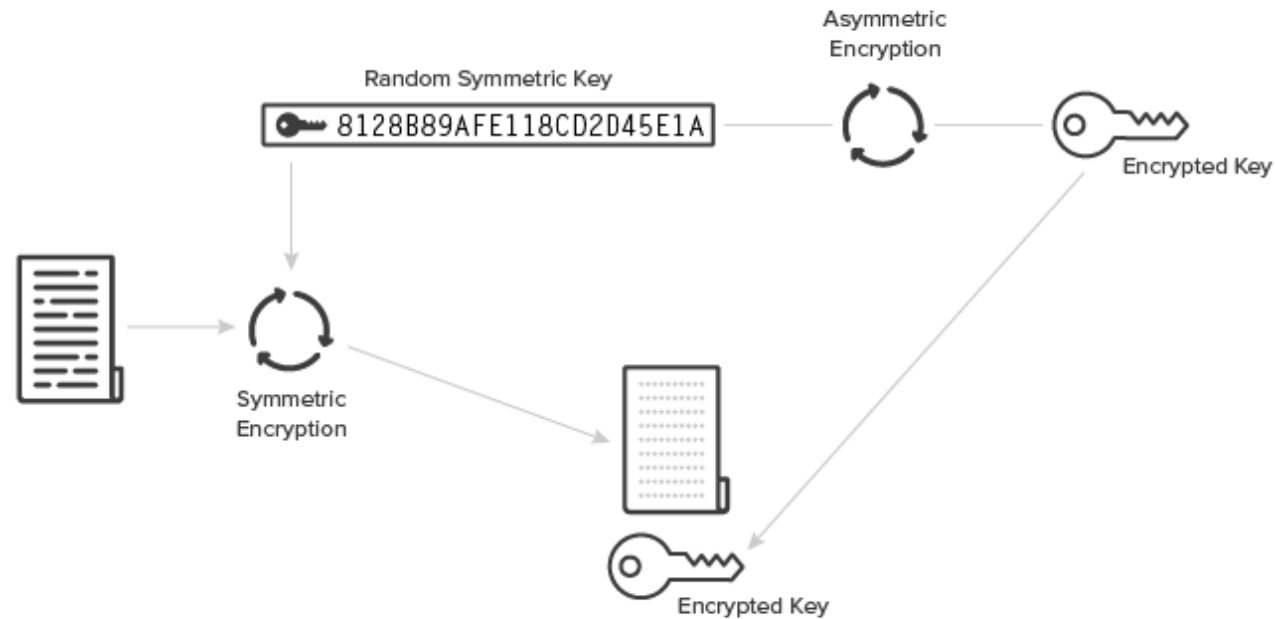 Asymmetric
Encryption
Random Symmetric Key
8128B89AFE118CD2D45E1A
Encrypted Key
Symmetric
Encryption
Encrypted Key